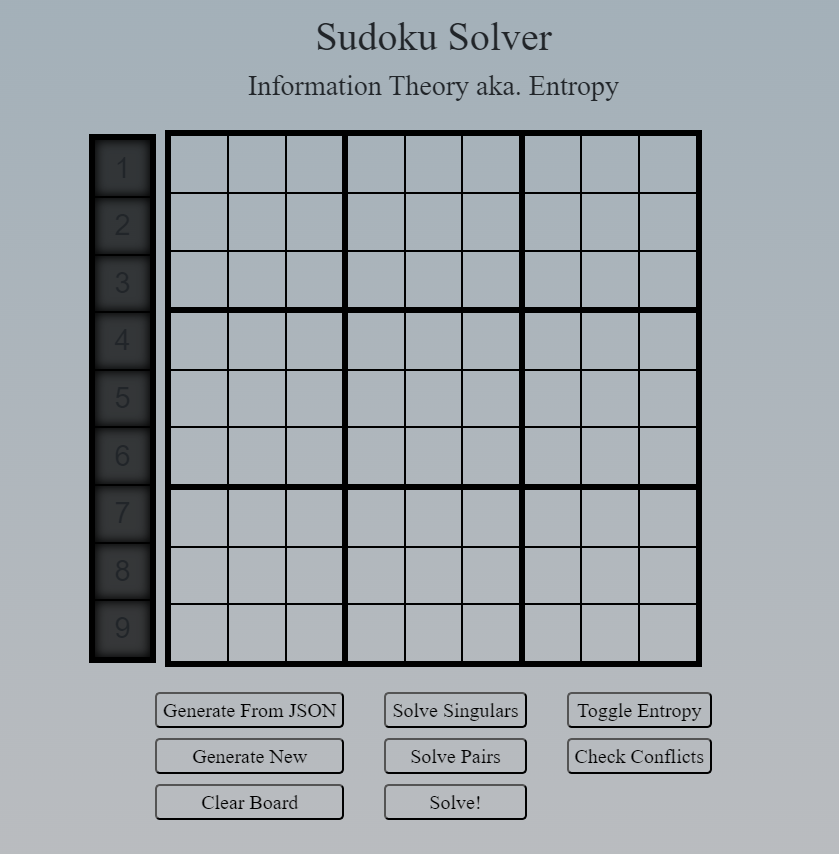 Sudoku Solver
Information Theory aka. Entropy
1
2
3
4
5
6
7
8
9
Generate From JSON
Solve Singulars
Toggle Entropy
Generate New
Solve Pairs
Check Conflicts
Clear Board
Solve!